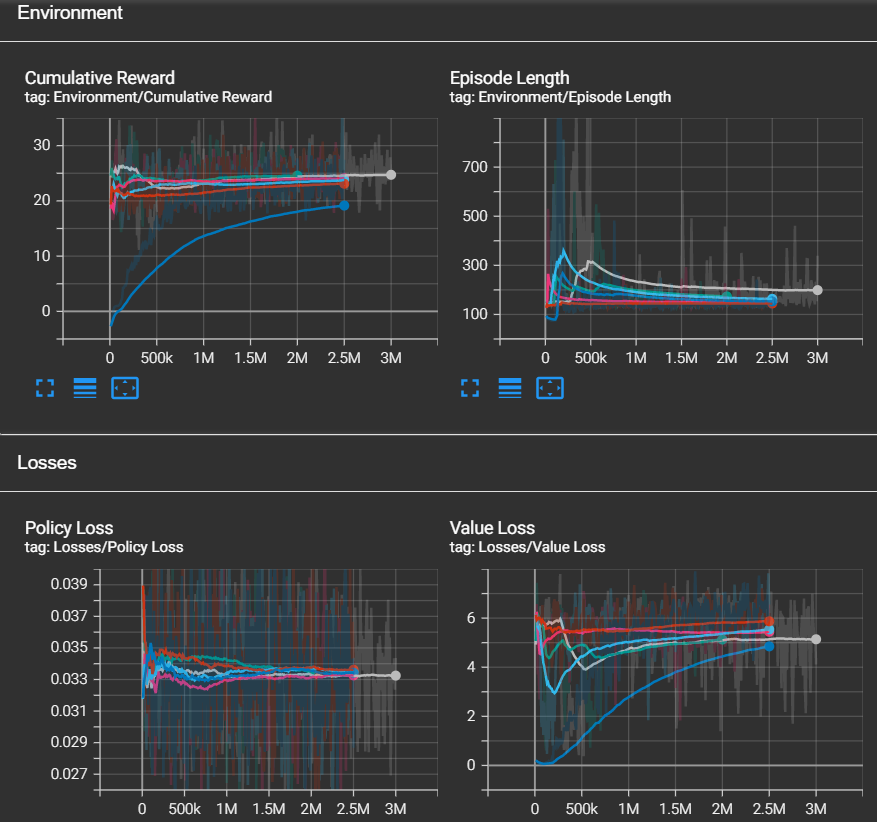 Environment
Cumulative Reward
tag: Environment/Cumulative Reward
30
20
10
0
0 500k 1M 1.5M 2M 2.5M 3M
Episode Length
tag: Environment/Episode Length
700
500
300
100
0 500k 1M 1.5M 2M 2.5M 3M
Losses
Policy Loss
tag: Losses/Policy Loss
0.039
0.037
0.035
0.033
0.031
0.029
0.027
0 500k 1M 1.5M 2M 2.5M 3M
Value Loss
tag: Losses/Value Loss
6
4
2
0
0 500k 1M 1.5M 2M 2.5M 3M